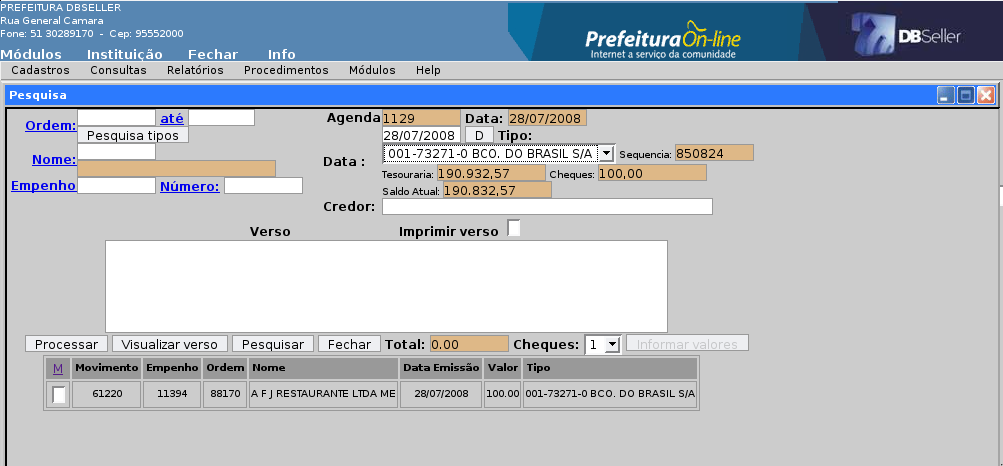 PREFEITURA DBSELLER
Rua General Camara
Fone: 51 30289170 - Cep: 95552000
PrefeituraOn-line
Internet a serviço da comunidade
DBSeller
Módulos Instituição Fechar Info
Cadastros Consultas Relatórios Procedimentos Módulos Help
Pesquisa
Ordem: até
Pesquisa tipos
Nome:
Empenho Número:
Agenda 1129 Data: 28/07/2008
28/07/2008 D Tipo:
Data : 001-73271-0 BCO. DO BRASIL S/A Sequencia: 850824
Tesouraria: 190.932,57 Cheques: 100,00
Saldo Atual: 190.832,57
Credor:
Verso Imprimir verso
Processar Visualizar verso Pesquisar Fechar Total: 0.00 Cheques: 1 Informar valores
M Movimento Empenho Ordem Nome Data Emissão Valor Tipo
61220 11394 88170 A F J RESTAURANTE LTDA ME 28/07/2008 100.00 001-73271-0 BCO. DO BRASIL S/A